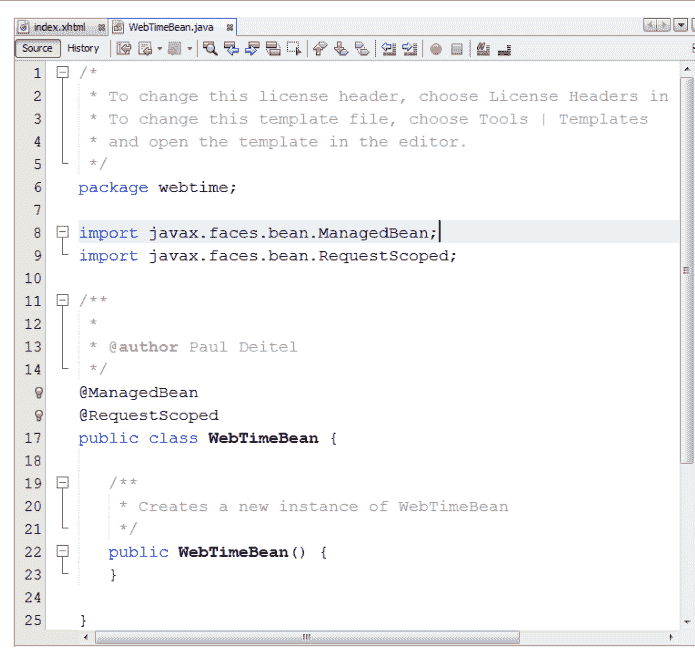 index.xhtml WebTimeBean.java
Source History
1 /*
2 * To change this license header, choose License Headers in
3 * To change this template file, choose Tools | Templates
4 * and open the template in the editor.
5 */
6 package webtime;
7
8 import javax.faces.bean.ManagedBean;
9 import javax.faces.bean.RequestScoped;
10
11 /**
12 *
13 * @author Paul Deitel
14 */
@ManagedBean
@RequestScoped
17 public class WebTimeBean {
18
19 /**
20 * Creates a new instance of WebTimeBean
21 */
22 public WebTimeBean() {
23 }
24
25 }